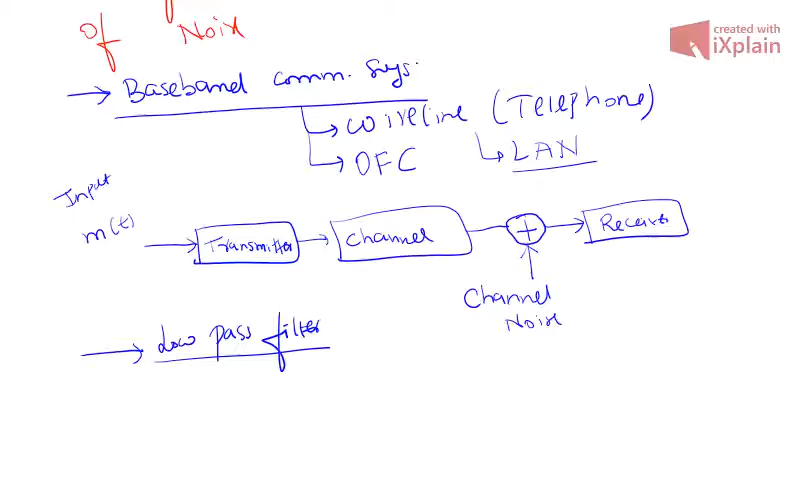 created with
iXplain
of Noise
→ Baseband comm. Sys.
→ wireline (Telephone)
→ OFC → LAN
Input
m(t)
Transmitter
Channel
+
Receiver
Channel
Noise
→ Low pass filter